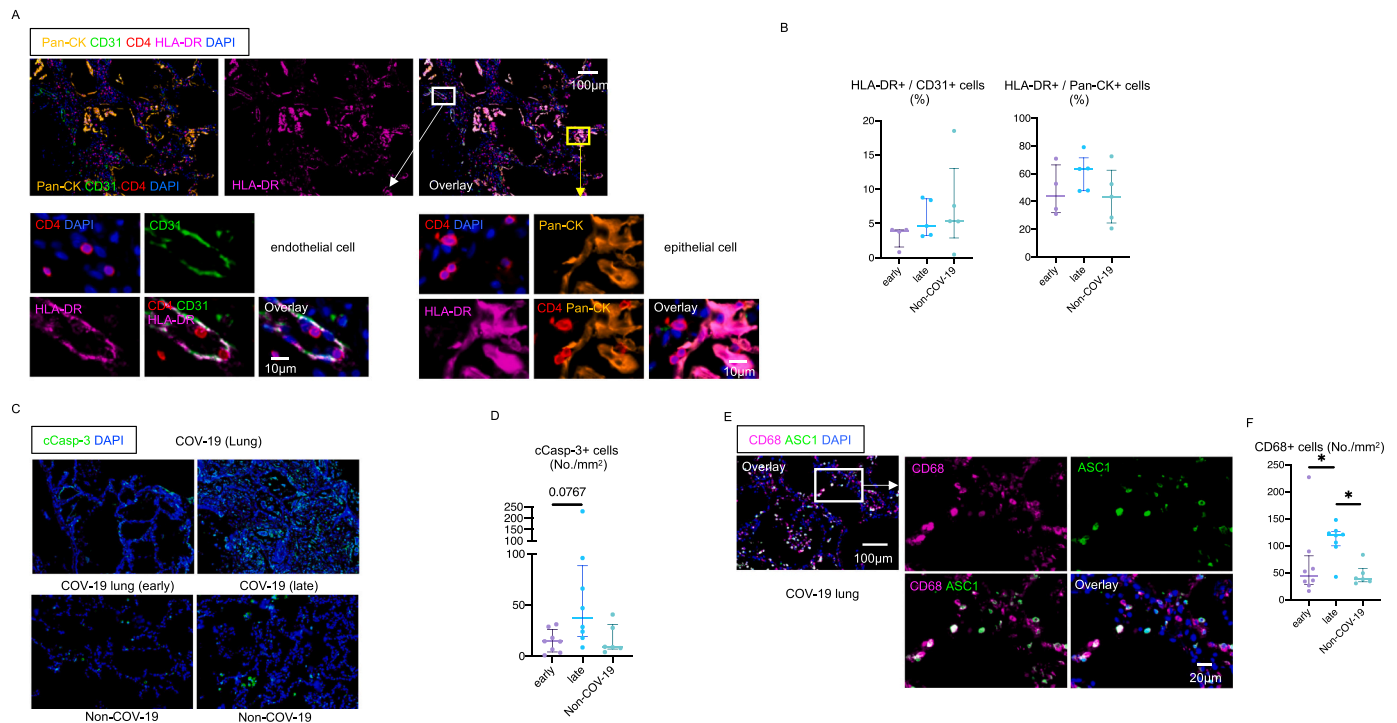 A
Pan-CK CD31 CD4 HLA-DR DAPI
100μm
Pan-CK CD31 CD4 DAPI
HLA-DR
Overlay
CD4 DAPI
CD31
endothelial cell
HLA-DR
CD4 CD31
HLA-DR
Overlay
10μm
CD4 DAPI
Pan-CK
epithelial cell
HLA-DR
CD4 Pan-CK
Overlay
10μm
B
HLA-DR+ / CD31+ cells
(%)
20
15
10
5
0
early
late
Non-COV-19
HLA-DR+ / Pan-CK+ cells
(%)
100
80
60
40
20
0
early
late
Non-COV-19
C
cCasp-3 DAPI
COV-19 (Lung)
COV-19 lung (early)
COV-19 (late)
Non-COV-19
Non-COV-19
D
cCasp-3+ cells
(No./mm²)
0.0767
250
200
150
100
100
50
0
early
late
Non-COV-19
E
CD68 ASC1 DAPI
Overlay
100μm
COV-19 lung
CD68
ASC1
CD68 ASC1
Overlay
20μm
F
CD68+ cells (No./mm²)
*
*
250
200
150
100
50
0
early
late
Non-COV-19